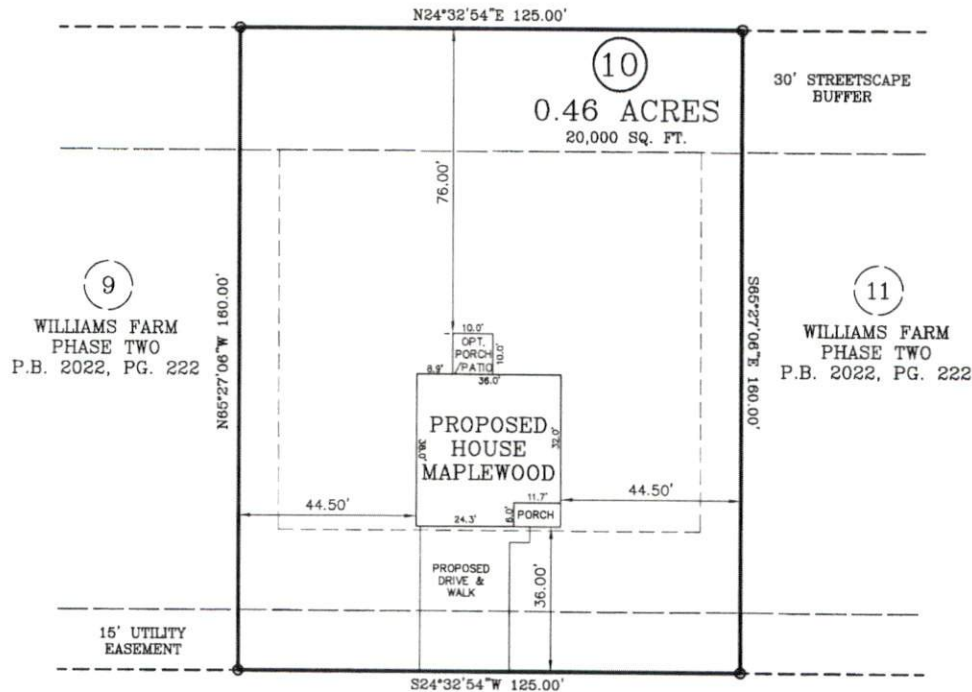 N24°32'54"E 125.00'
10
0.46 ACRES
20,000 SQ. FT.
30' STREETSCAPE
BUFFER
76.00'
9
WILLIAMS FARM
PHASE TWO
P.B. 2022, PG. 222
N65°27'06"W 160.00'
S65°27'06"E 160.00'
11
WILLIAMS FARM
PHASE TWO
P.B. 2022, PG. 222
10.0'
OPT.
PORCH
/PATIO
10.0'
8.9'
36.0'
PROPOSED
HOUSE
MAPLEWOOD
38.0'
32.0'
44.50'
44.50'
11.7'
24.3'
6.0'
PORCH
PROPOSED
DRIVE &
WALK
36.00'
15' UTILITY
EASEMENT
S24°32'54"W 125.00'